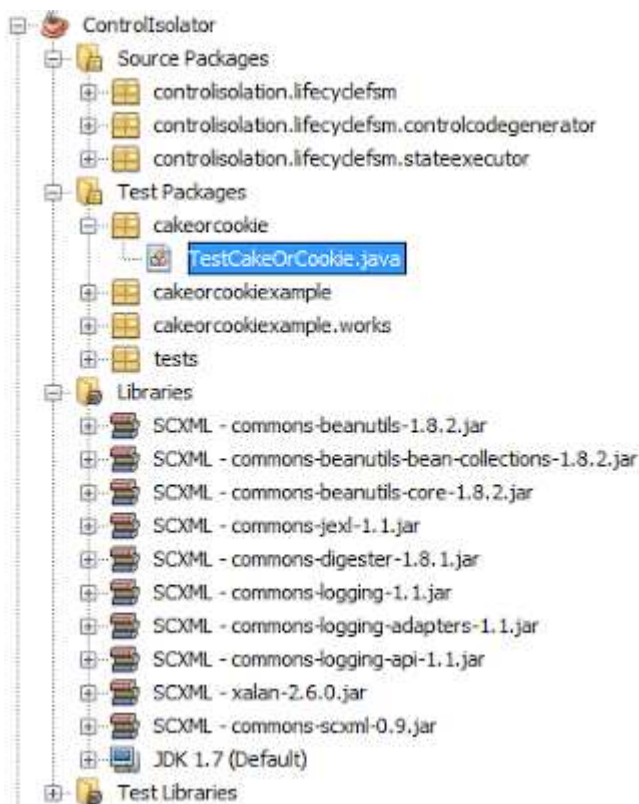 ControlIsolator
Source Packages
controlisolation.lifecyclefsm
controlisolation.lifecyclefsm.controlcodegenerator
controlisolation.lifecyclefsm.stateexecutor
Test Packages
cakeorcookie
TestCakeOrCookie.java
cakeorcookiexample
cakeorcookiexample.works
tests
Libraries
SCXML - commons-beanutils-1.8.2.jar
SCXML - commons-beanutils-bean-collections-1.8.2.jar
SCXML - commons-beanutils-core-1.8.2.jar
SCXML - commons-jexl-1.1.jar
SCXML - commons-digester-1.8.1.jar
SCXML - commons-logging-1.1.jar
SCXML - commons-logging-adapters-1.1.jar
SCXML - commons-logging-api-1.1.jar
SCXML - xalan-2.6.0.jar
SCXML - commons-scxml-0.9.jar
JDK 1.7 (Default)
Test Libraries